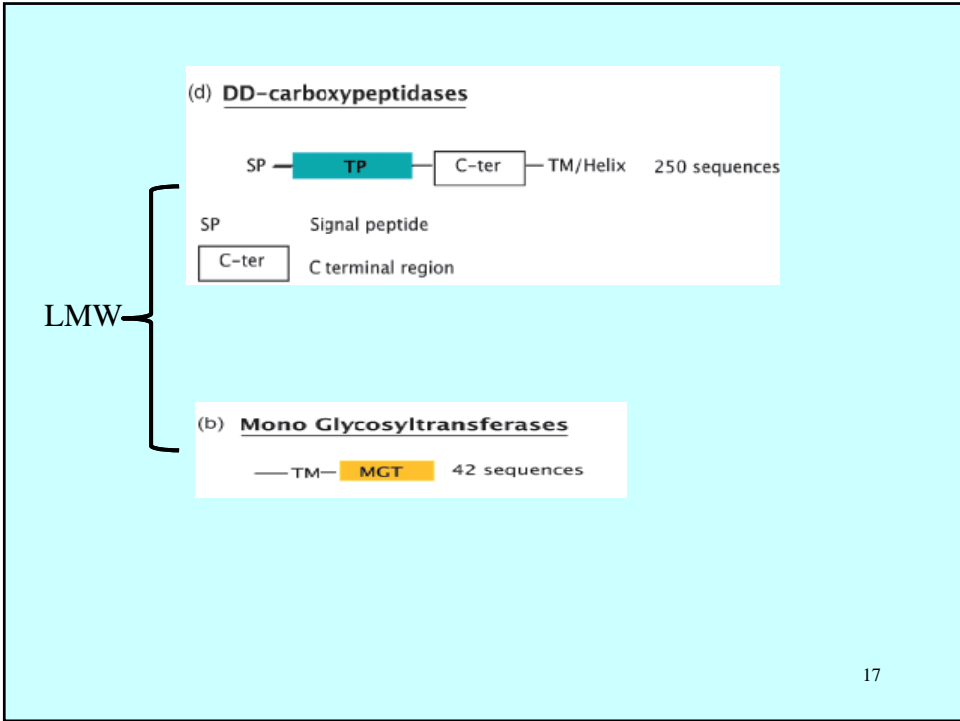 (d) DD-carboxypeptidases
SP TP C-ter TM/Helix 250 sequences
SP Signal peptide
C-ter C terminal region
LMW
(b) Mono Glycosyltransferases
TM MGT 42 sequences
17